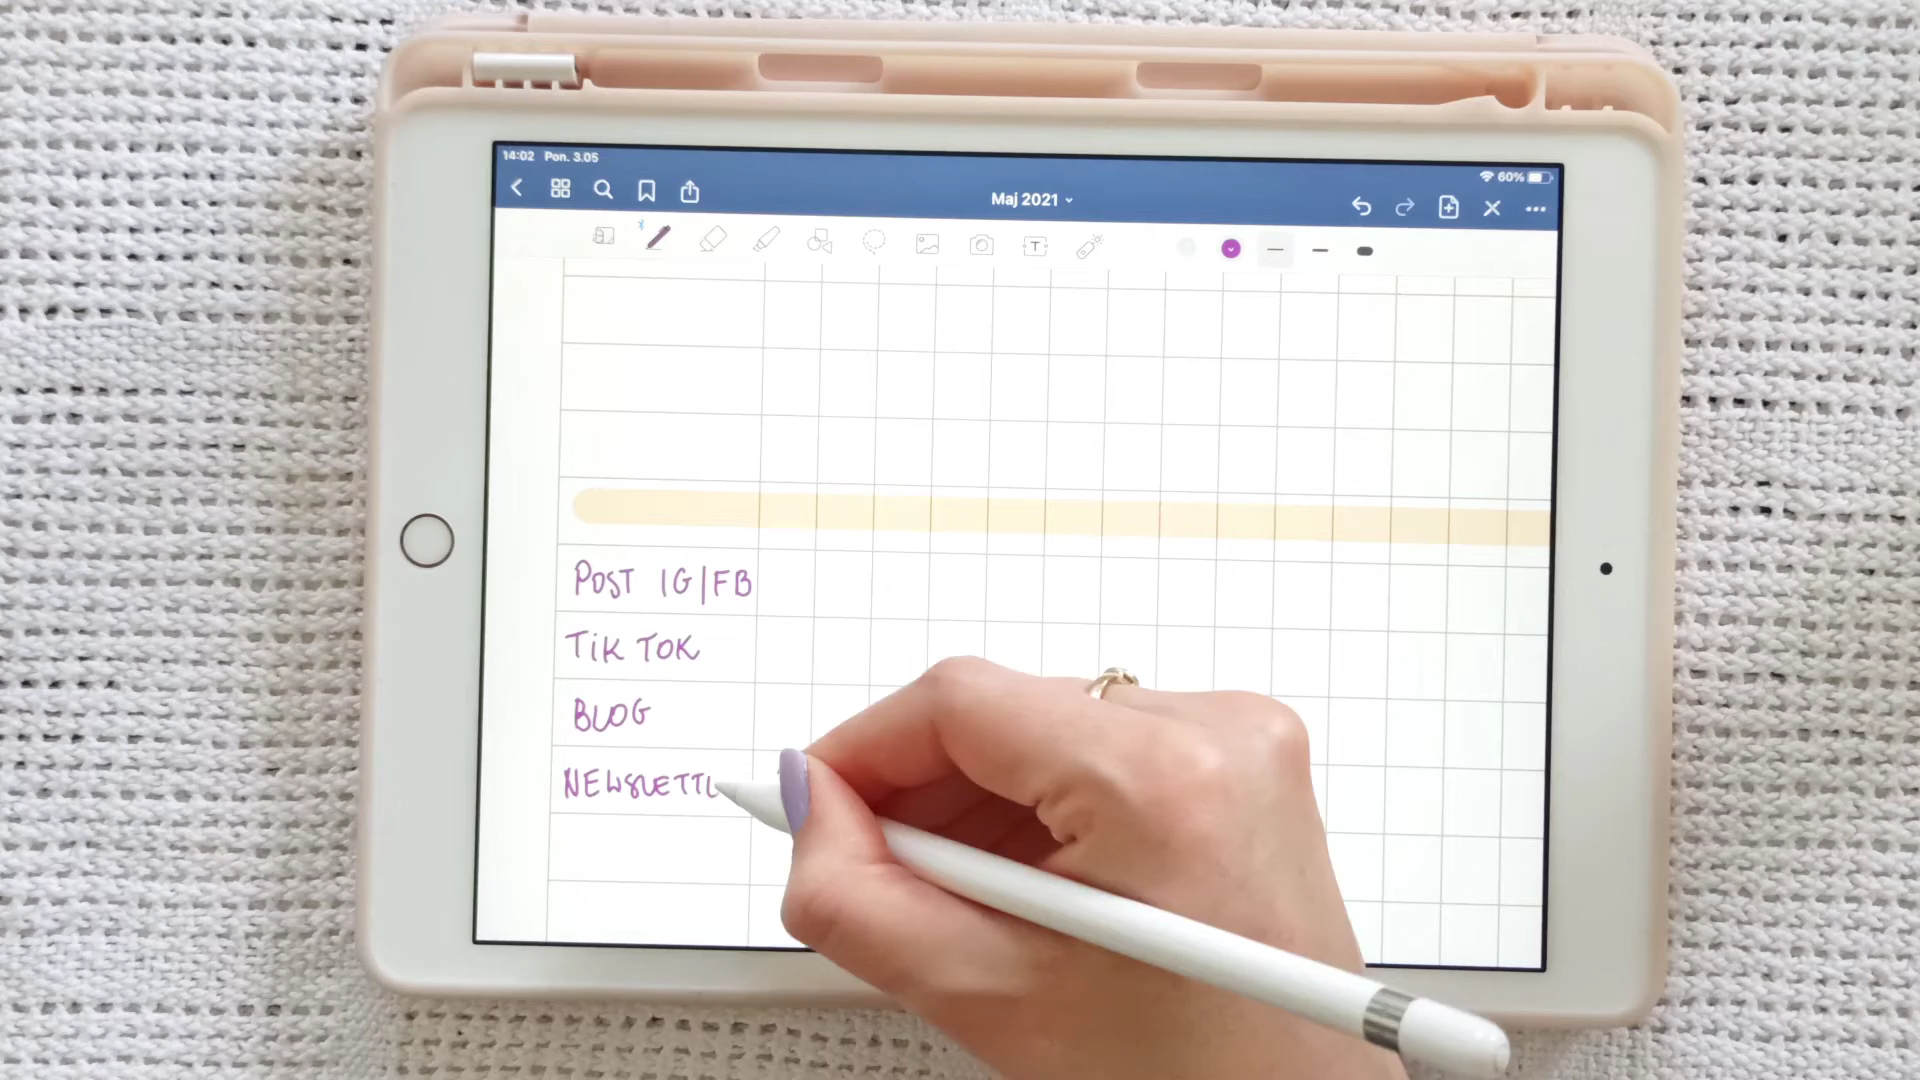 14:02 Pon. 3.05
60%
Maj 2021
T
POST IG/FB
TIK TOK
BLOG